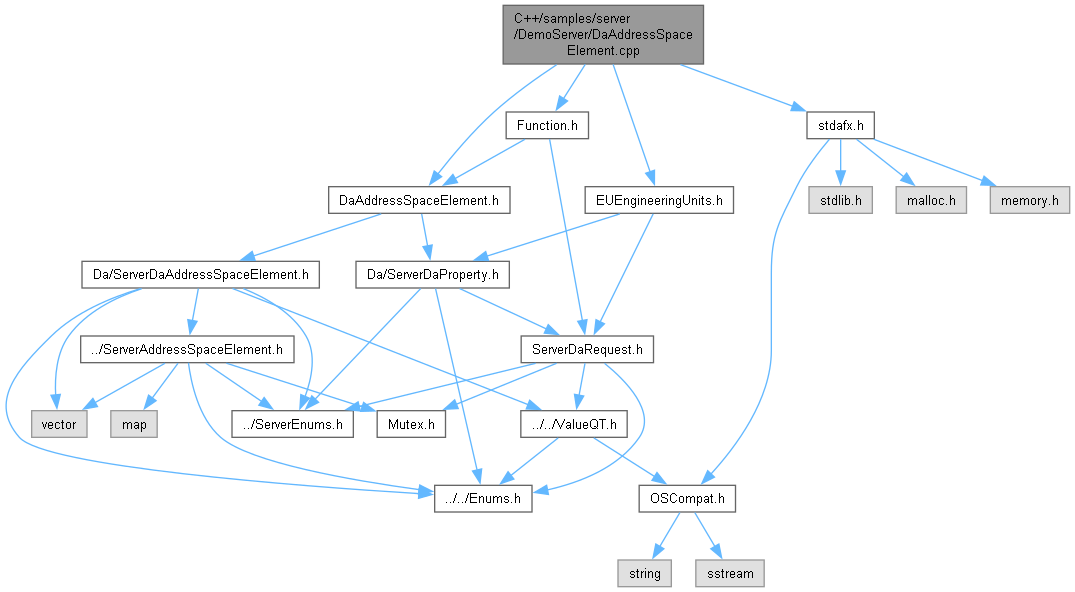 C++/samples/server
/DemoServer/DaAddressSpace
Element.cpp
Function.h
stdafx.h
DaAddressSpaceElement.h
EUEngineeringUnits.h
stdlib.h
malloc.h
memory.h
Da/ServerDaAddressSpaceElement.h
Da/ServerDaProperty.h
../ServerAddressSpaceElement.h
ServerDaRequest.h
vector
map
../ServerEnums.h
Mutex.h
../../ValueQT.h
../../Enums.h
OSCompat.h
string
sstream